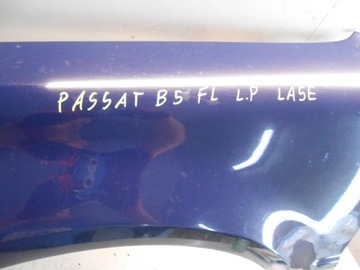 PASSAT B5 FL L.P LA5E